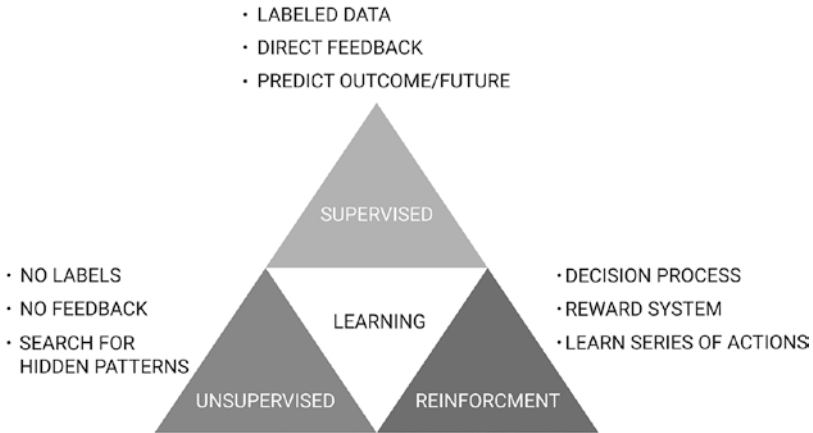 · LABELED DATA
· DIRECT FEEDBACK
· PREDICT OUTCOME/FUTURE
SUPERVISED
· NO LABELS
· NO FEEDBACK
· SEARCH FOR
HIDDEN PATTERNS
LEARNING
· DECISION PROCESS
· REWARD SYSTEM
· LEARN SERIES OF ACTIONS
UNSUPERVISED
REINFORCMENT